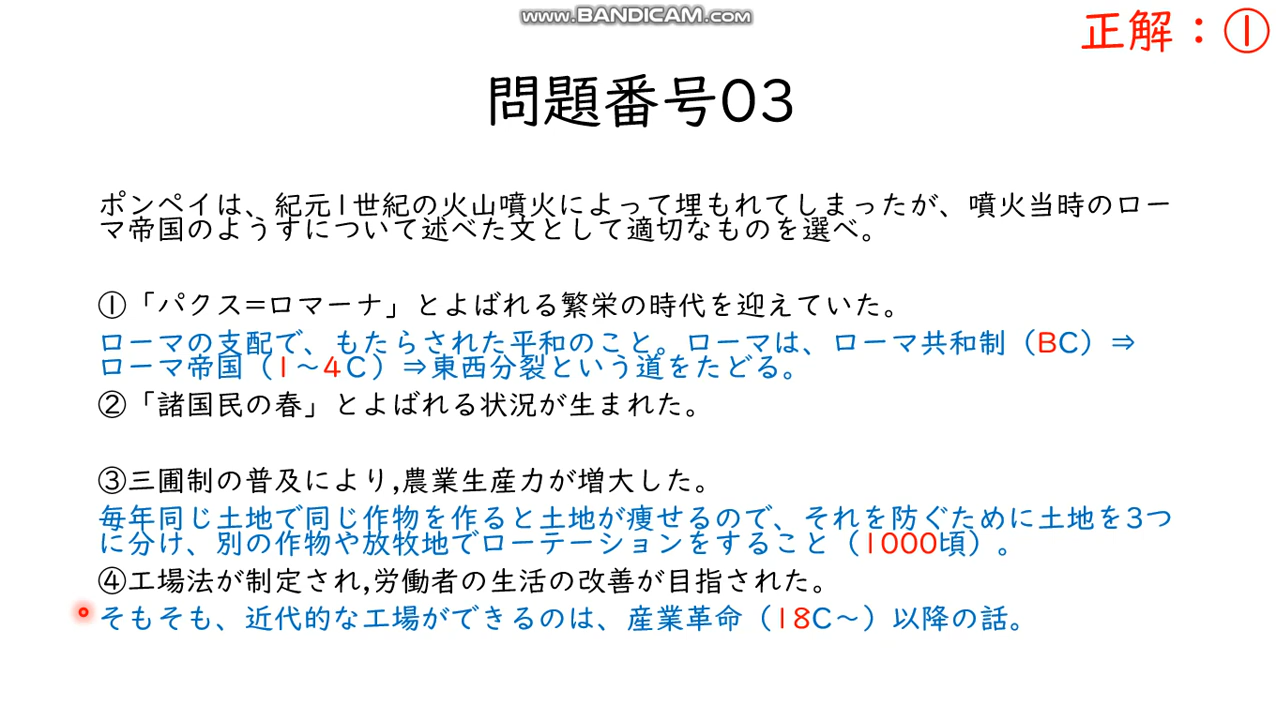 www.BANDICAM.com
正解：①
問題番号03
ポンペイは、紀元1世紀の火山噴火によって埋もれてしまったが、噴火当時のロー
マ帝国のようすについて述べた文として適切なものを選べ。
①「パクス=ロマーナ」とよばれる繁栄の時代を迎えていた。
ローマの支配で、もたらされた平和のこと。ローマは、ローマ共和制（BC）⇒
ローマ帝国（1～4C）⇒東西分裂という道をたどる。
②「諸国民の春」とよばれる状況が生まれた。
③三圃制の普及により,農業生産力が増大した。
毎年同じ土地で同じ作物を作ると土地が痩せるので、それを防ぐために土地を3つ
に分け、別の作物や放牧地でローテーションをすること（1000頃）。
④工場法が制定され,労働者の生活の改善が目指された。
そもそも、近代的な工場ができるのは、産業革命（18C～）以降の話。